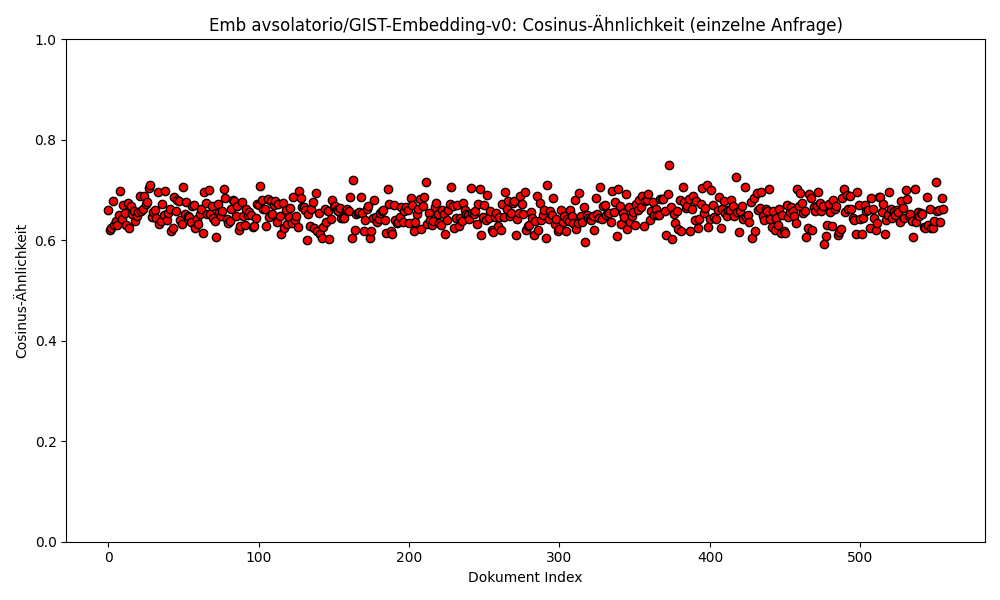 Emb avsolatorio/GIST-Embedding-v0: Cosinus-Ähnlichkeit (einzelne Anfrage)
Cosinus-Ähnlichkeit
1.0
0.8
0.6
0.4
0.2
0.0
0 100 200 300 400 500
Dokument Index